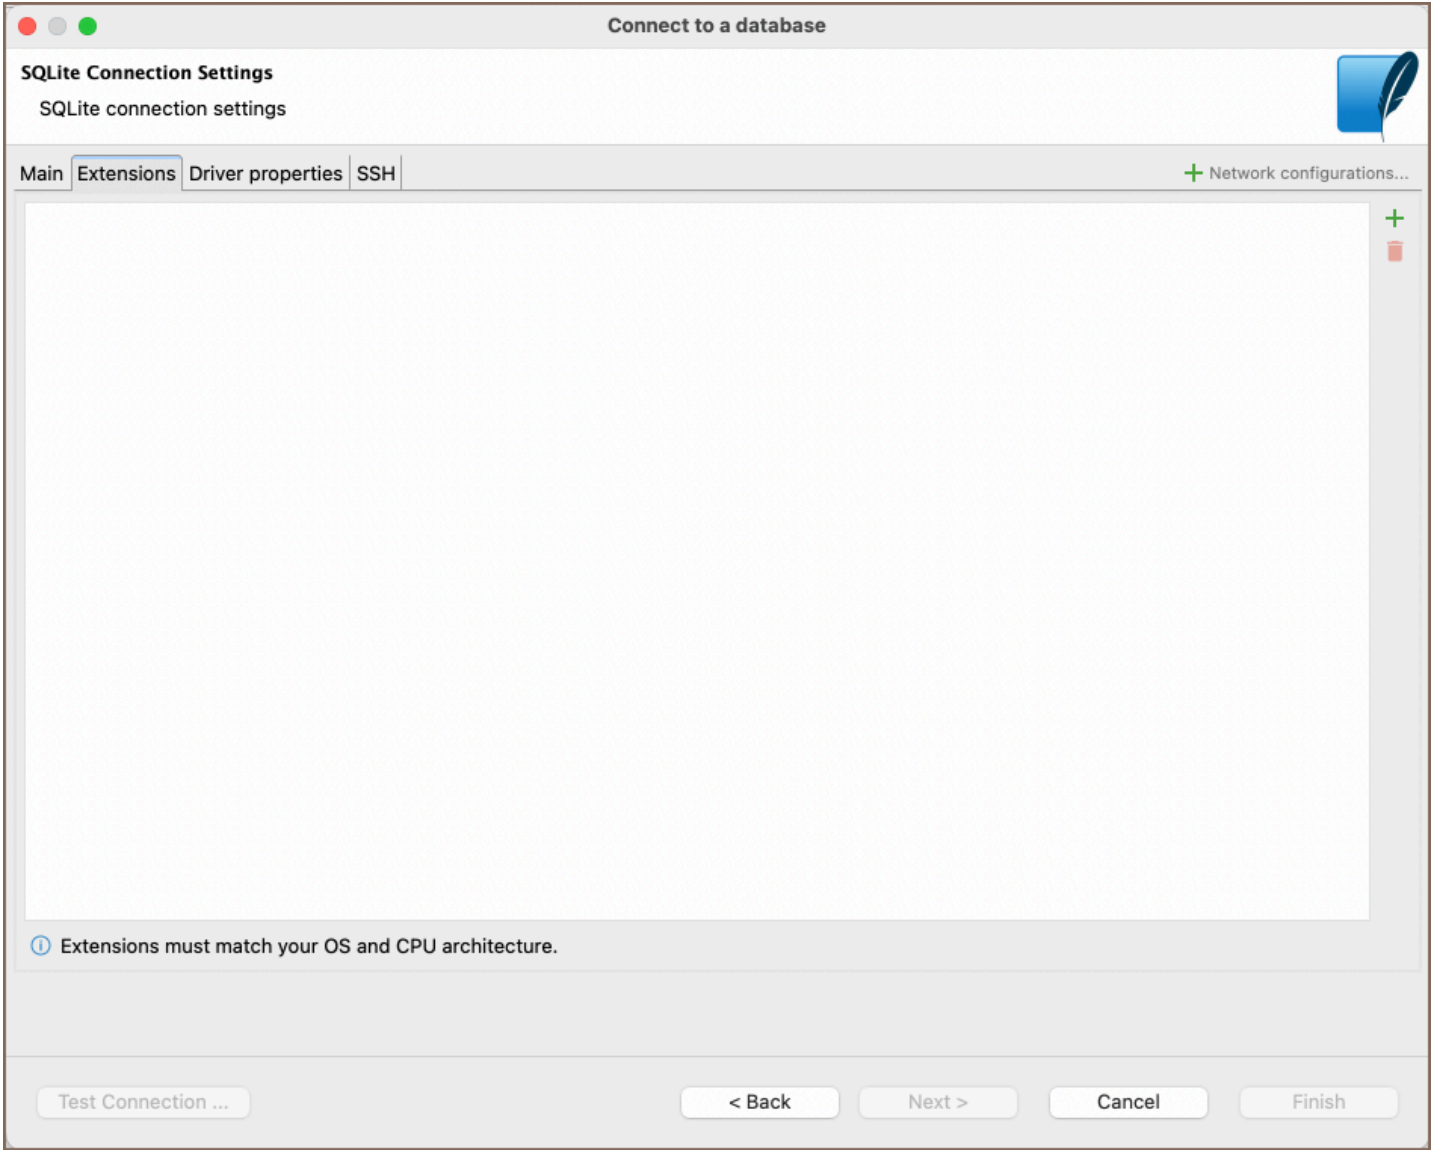 Connect to a database
SQLite Connection Settings
SQLite connection settings
Main Extensions Driver properties SSH Network configurations...
Extensions must match your OS and CPU architecture.
Test Connection ... < Back Next > Cancel Finish